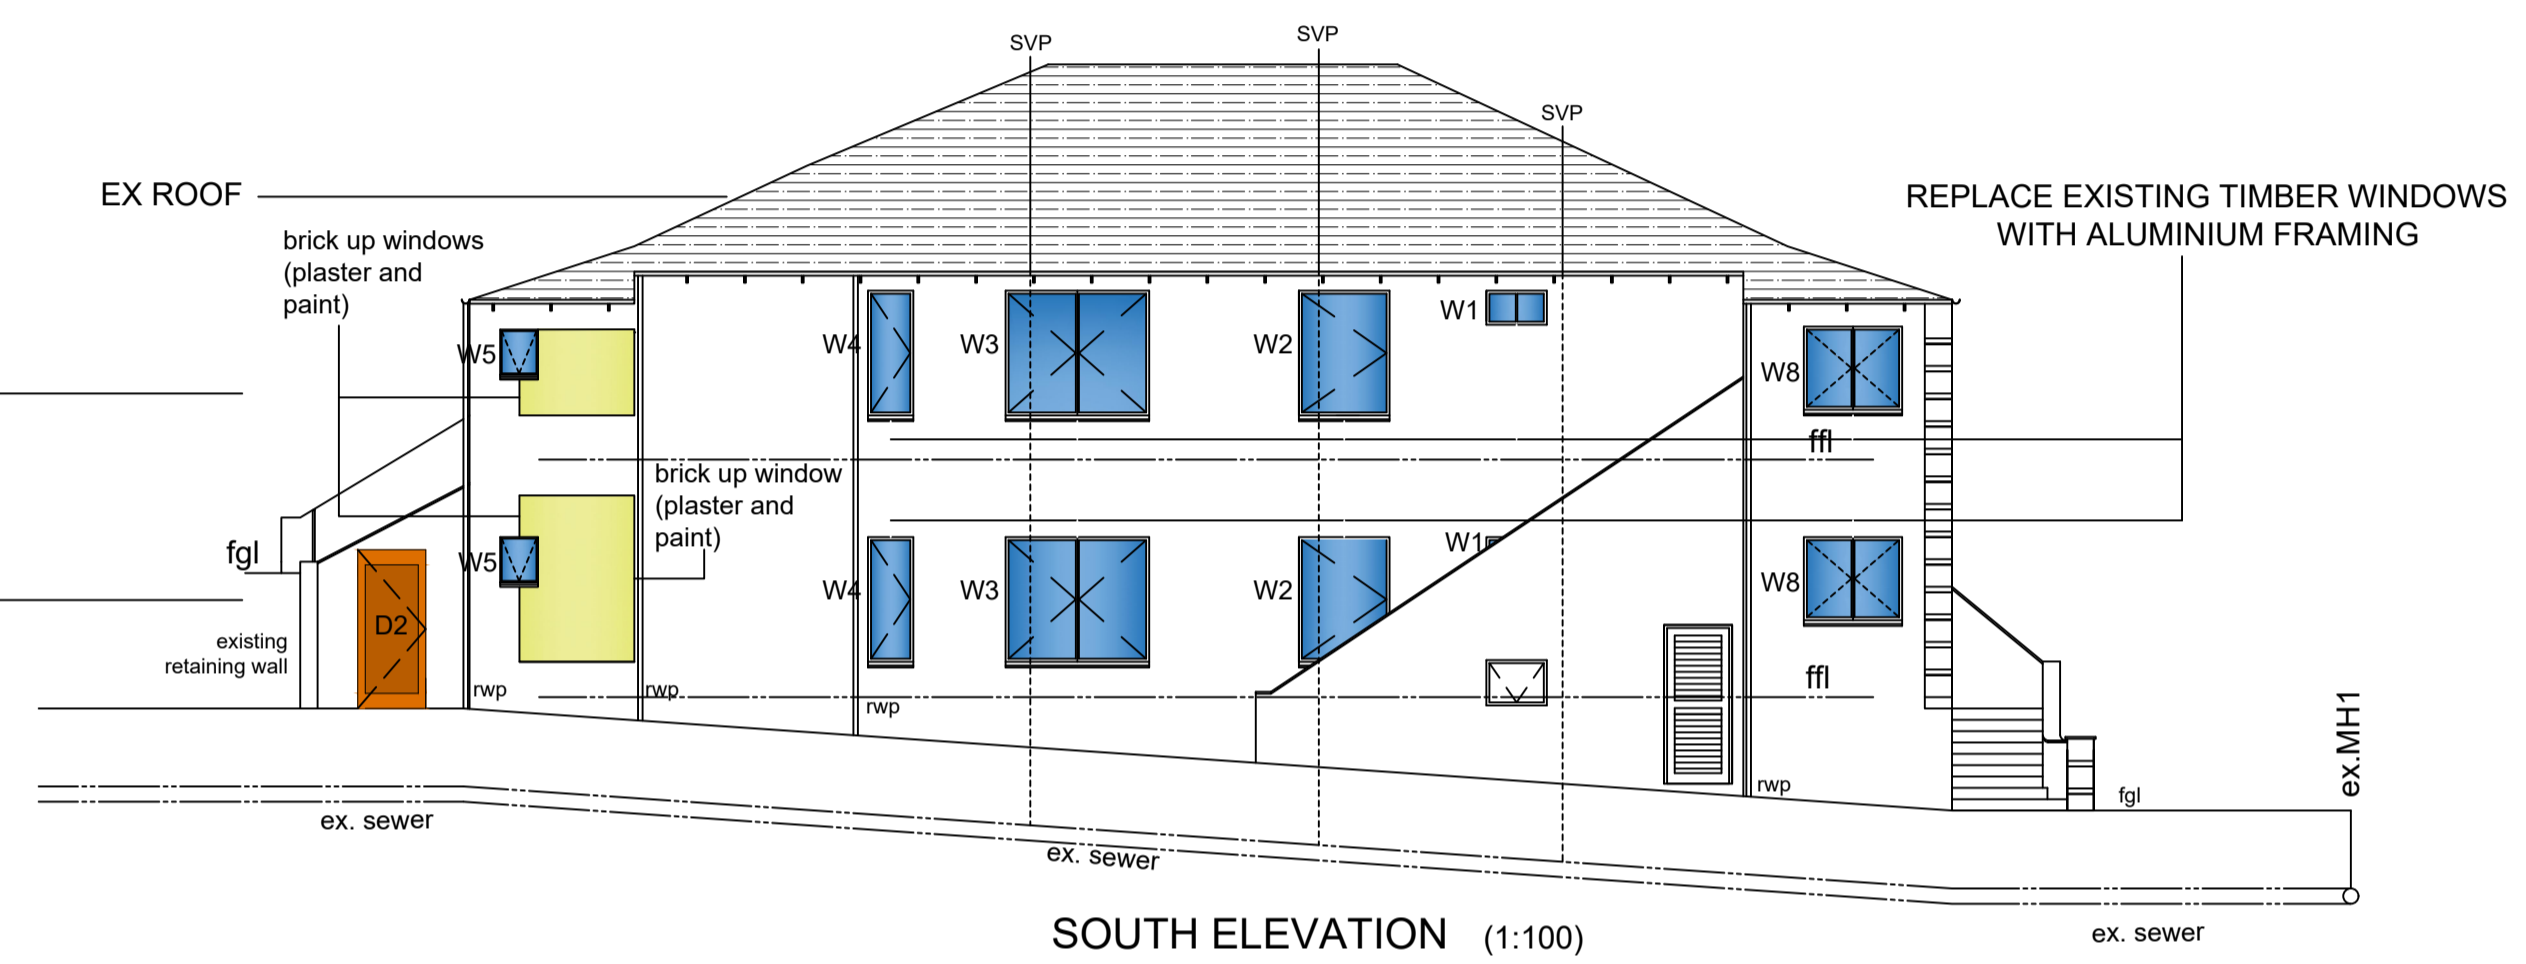 SVP
SVP
SVP
EX ROOF
REPLACE EXISTING TIMBER WINDOWS
WITH ALUMINIUM FRAMING
brick up windows
(plaster and
paint)
W5
W4
W3
W2
W1
W8
ffl
brick up window
(plaster and
paint)
fgl
W5
W4
W3
W2
W1
W8
D2
existing
retaining wall
rwp
rwp
rwp
ffl
rwp
fgl
ex.MH1
ex. sewer
ex. sewer
ex. sewer
SOUTH ELEVATION (1:100)